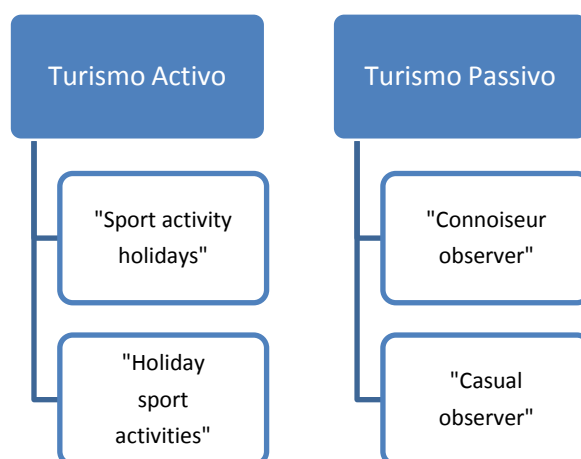 Turismo Activo
"Sport activity
holidays"
"Holiday
sport
activities"
Turismo Passivo
"Connoiseur
observer"
"Casual
observer"